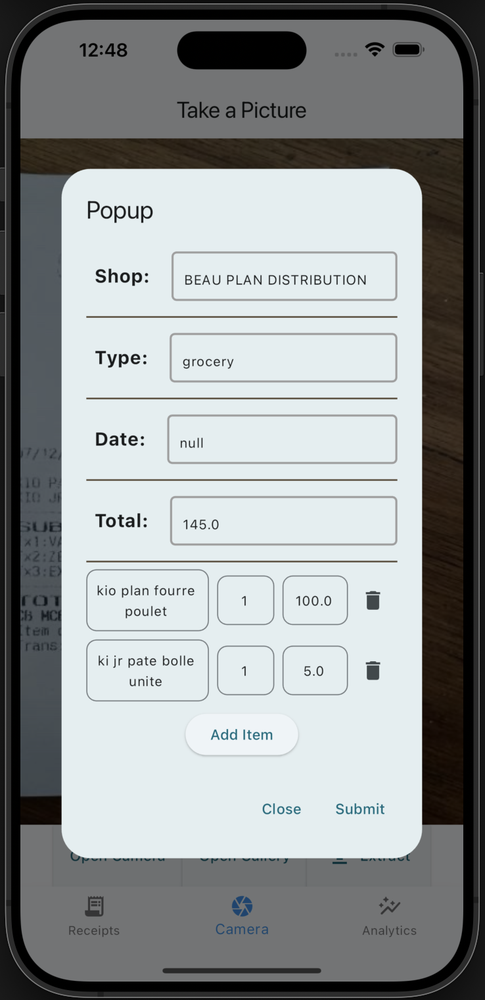 12:48
Take a Picture
Popup
Shop: BEAU PLAN DISTRIBUTION
Type: grocery
Date: null
Total: 145.0
kio plan fourre
poulet
1
100.0
ki jr pate bolle
unite
1
5.0
Add Item
Close Submit
Open Camera Open Gallery Extract
Receipts Camera Analytics